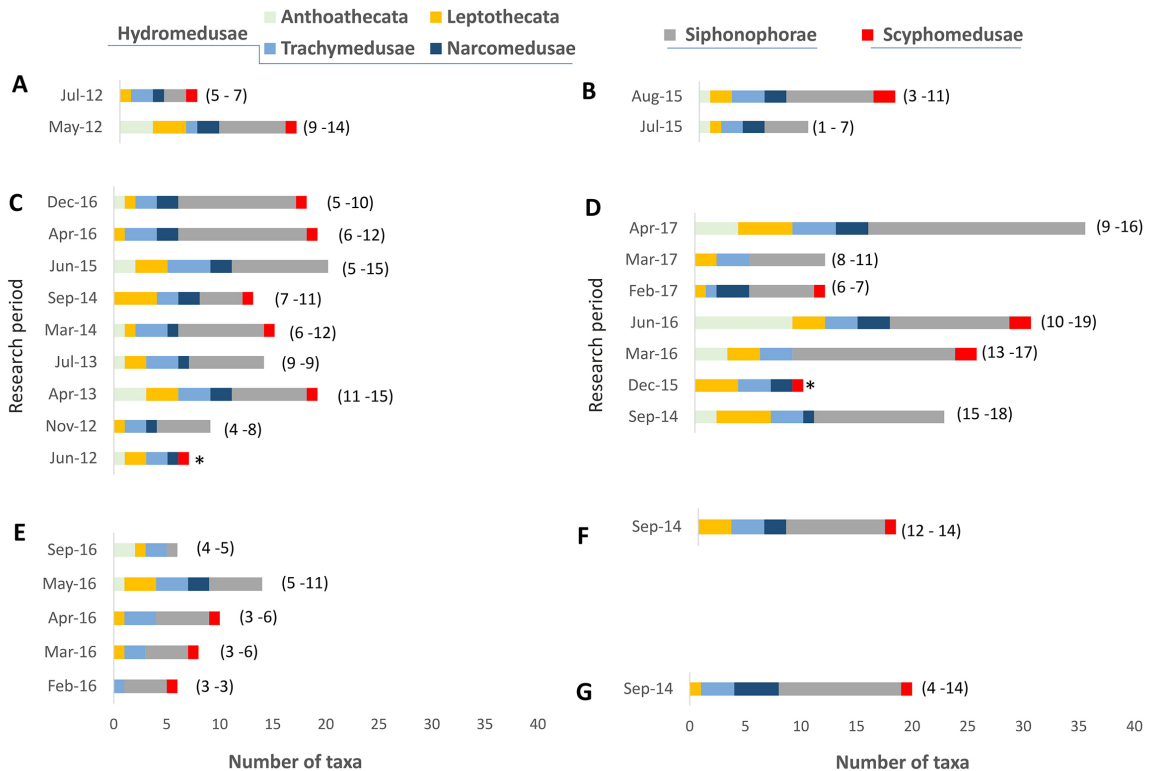 Hydromedusae
Anthoathecata Leptothecata
Trachymedusae Narcomedusae
Siphonophorae Scyphomedusae
A
Jul-12 (5 - 7)
May-12 (9 -14)
B
Aug-15 (3 -11)
Jul-15 (1 - 7)
Research period
C
Dec-16 (5 -10)
Apr-16 (6 -12)
Jun-15 (5 -15)
Sep-14 (7 -11)
Mar-14 (6 -12)
Jul-13 (9 -9)
Apr-13 (11 -15)
Nov-12 (4 -8)
Jun-12 *
Research period
D
Apr-17 (9 -16)
Mar-17 (8 -11)
Feb-17 (6 -7)
Jun-16 (10 -19)
Mar-16 (13 -17)
Dec-15 *
Sep-14 (15 -18)
E
Sep-16 (4 -5)
May-16 (5 -11)
Apr-16 (3 -6)
Mar-16 (3 -6)
Feb-16 (3 -3)
0 5 10 15 20 25 30 35 40
Number of taxa
F
Sep-14 (12 - 14)
G
Sep-14 (4 -14)
0 5 10 15 20 25 30 35 40
Number of taxa